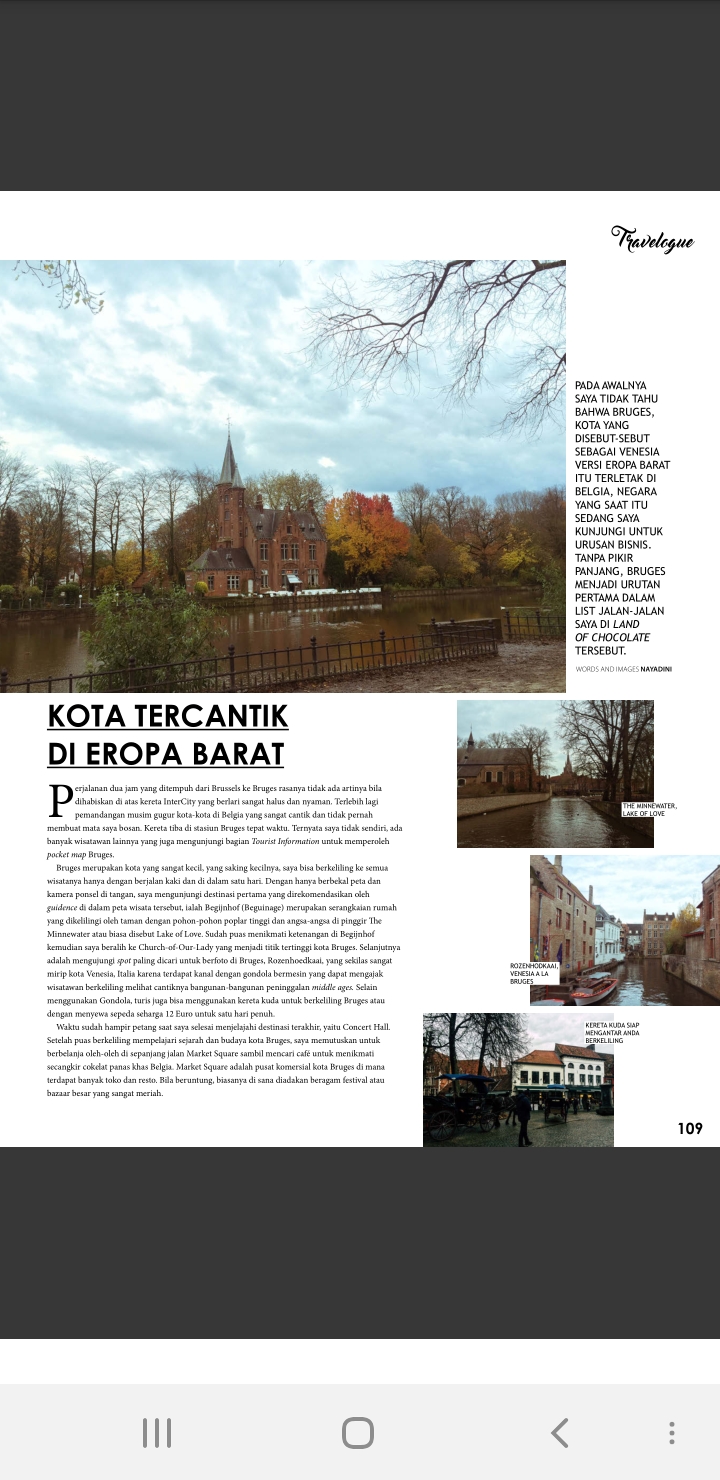 Travelogue
PADA AWALNYA
SAYA TIDAK TAHU
BAHWA BRUGES,
KOTA YANG
DISEBUT-SEBUT
SEBAGAI VENESIA
VERSI EROPA BARAT
ITU TERLETAK DI
BELGIA, NEGARA
YANG SAAT ITU
SEDANG SAYA
KUNJUNGI UNTUK
URUSAN BISNIS.
TANPA PIKIR
PANJANG, BRUGES
MENJADI URUTAN
PERTAMA DALAM
LIST JALAN-JALAN
SAYA DI LAND
OF CHOCOLATE
TERSEBUT.
WORDS AND IMAGES NAYADINI
KOTA TERCANTIK
DI EROPA BARAT
Perjalanan dua jam yang ditempuh dari Brussels ke Bruges rasanya tidak ada artinya bila
dihabiskan di atas kereta InterCity yang berlari sangat halus dan nyaman. Terlebih lagi
pemandangan musim gugur kota-kota di Belgia yang sangat cantik dan tidak pernah
membuat mata saya bosan. Kereta tiba di stasiun Bruges tepat waktu. Ternyata saya tidak sendiri, ada
banyak wisatawan lainnya yang juga mengunjungi bagian Tourist Information untuk memperoleh
pocket map Bruges.
Bruges merupakan kota yang sangat kecil, yang saking kecilnya, saya bisa berkeliling ke semua
wisatanya hanya dengan berjalan kaki dan di dalam satu hari. Dengan hanya berbekal peta dan
kamera ponsel di tangan, saya mengunjungi destinasi pertama yang direkomendasikan oleh
guidence di dalam peta wisata tersebut, ialah Begijnhof (Beguinage) merupakan serangkaian rumah
yang dikelilingi oleh taman dengan pohon-pohon poplar tinggi dan angsa-angsa di pinggir The
Minnewater atau biasa disebut Lake of Love. Sudah puas menikmati ketenangan di Begijnhof
kemudian saya beralih ke Church-of-Our-Lady yang menjadi titik tertinggi kota Bruges. Selanjutnya
adalah mengujungi spot paling dicari untuk berfoto di Bruges, Rozenhoedkaai, yang sekilas sangat
mirip kota Venesia, Italia karena terdapat kanal dengan gondola bermesin yang dapat mengajak
wisatawan berkeliling melihat cantiknya bangunan-bangunan peninggalan middle ages. Selain
menggunakan Gondola, turis juga bisa menggunakan kereta kuda untuk berkeliling Bruges atau
dengan menyewa sepeda seharga 12 Euro untuk satu hari penuh.
Waktu sudah hampir petang saat saya selesai menjelajahi destinasi terakhir, yaitu Concert Hall.
Setelah puas berkeliling mempelajari sejarah dan budaya kota Bruges, saya memutuskan untuk
berbelanja oleh-oleh di sepanjang jalan Market Square sambil mencari café untuk menikmati
secangkir cokelat panas khas Belgia. Market Square adalah pusat komersial kota Bruges di mana
terdapat banyak toko dan resto. Bila beruntung, biasanya di sana diadakan beragam festival atau
bazaar besar yang sangat meriah.
THE MINNEWATER,
LAKE OF LOVE
ROZENHODKAAI,
VENESIA A LA
BRUGES
KERETA KUDA SIAP
MENGANTAR ANDA
BERKELILING
109